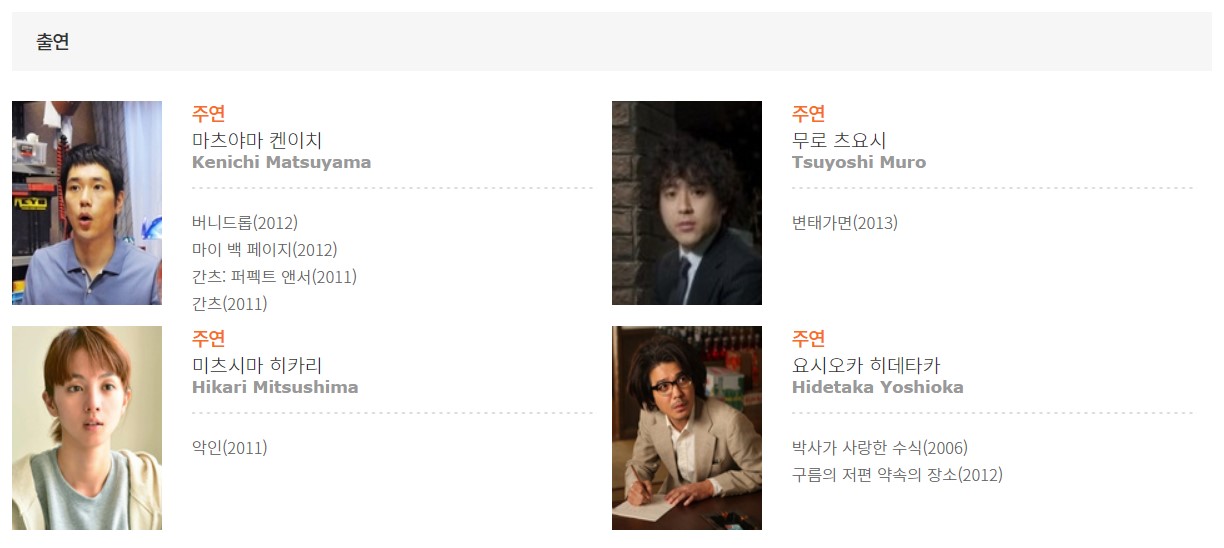 출연
주연
마츠야마 켄이치
Kenichi Matsuyama
버니드롭(2012)
마이 백 페이지(2012)
간츠: 퍼펙트 앤서(2011)
간츠(2011)
주연
무로 츠요시
Tsuyoshi Muro
변태가면(2013)
주연
미츠시마 히카리
Hikari Mitsushima
악인(2011)
주연
요시오카 히데타카
Hidetaka Yoshioka
박사가 사랑한 수식(2006)
구름의 저편 약속의 장소(2012)